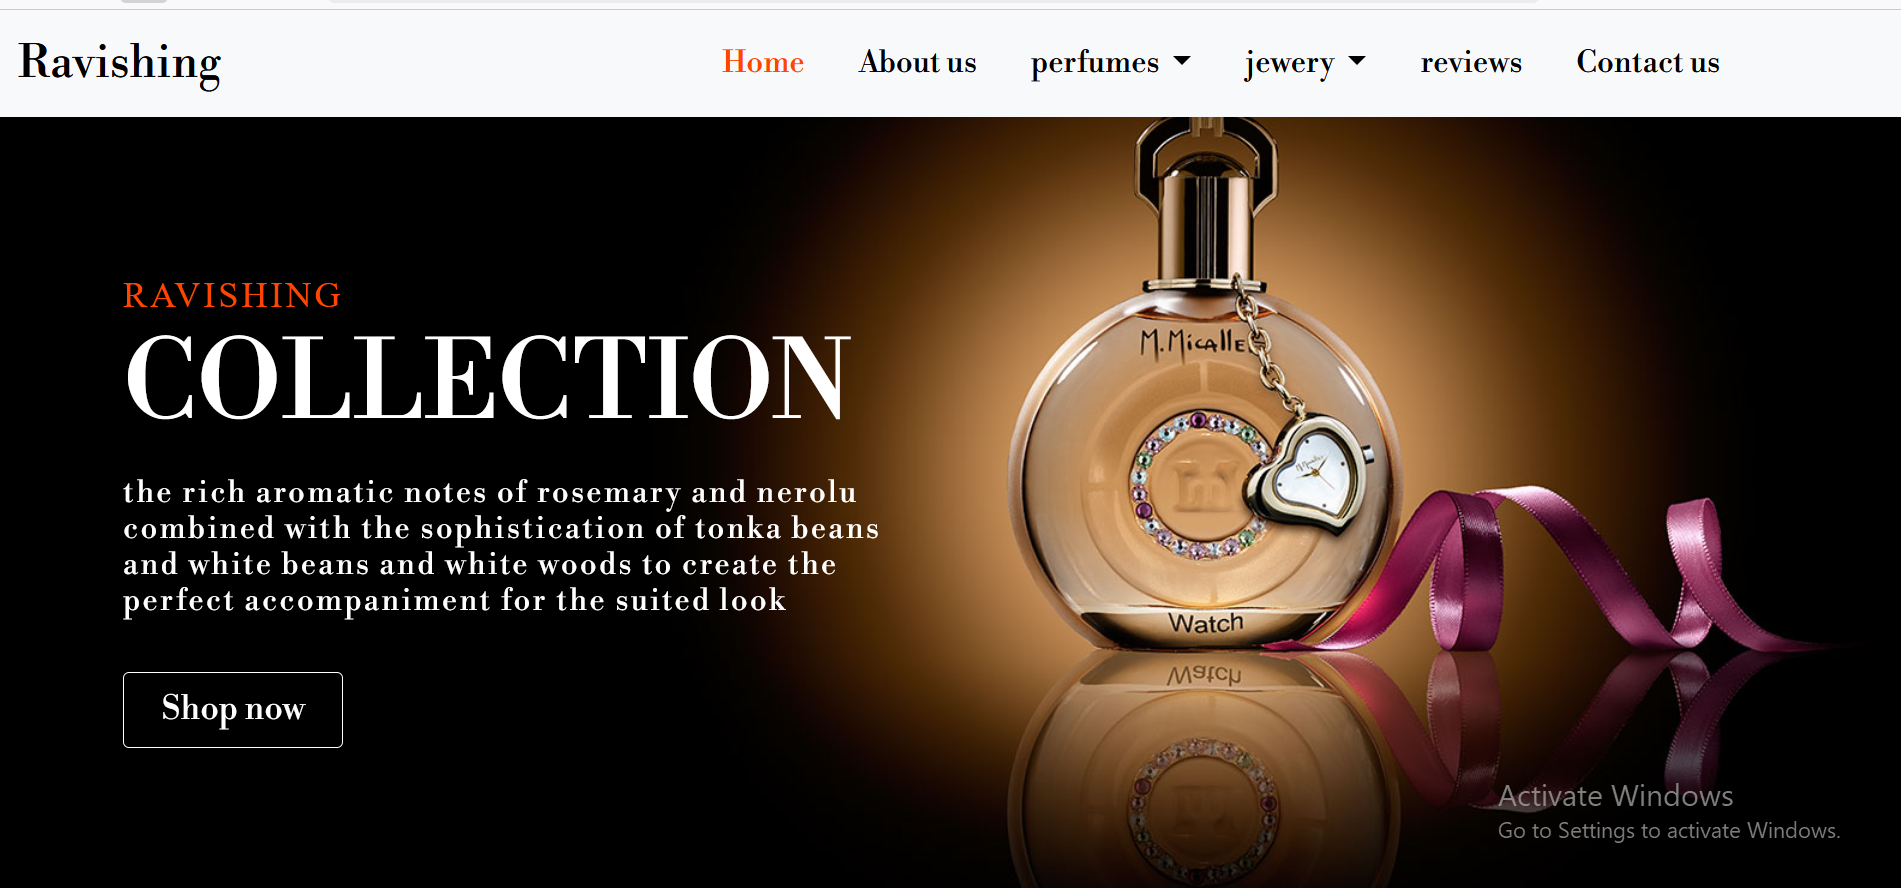 Ravishing
Home About us perfumes jewery reviews Contact us
RAVISHING
COLLECTION
the rich aromatic notes of rosemary and nerolu
combined with the sophistication of tonka beans
and white beans and white woods to create the
perfect accompaniment for the suited look
Shop now
M.Micalle
Watch
Activate Windows
Go to Settings to activate Windows.